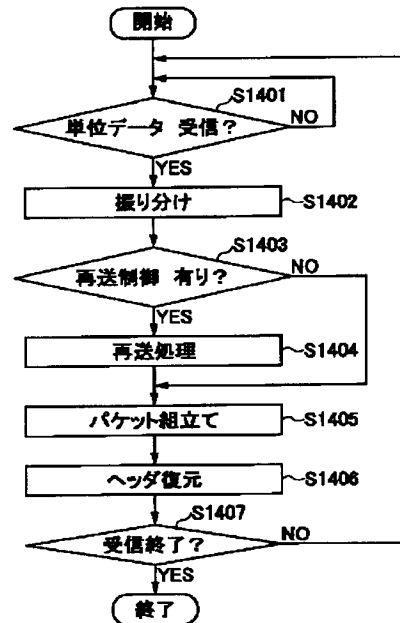 開始
単位データ 受信?
S1401
NO
YES
振り分け
S1402
再送制御 有り?
S1403
NO
YES
再送処理
S1404
パケット組立て
S1405
ヘッダ復元
S1406
受信終了?
S1407
NO
YES
終了